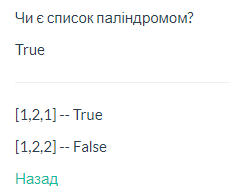 Чи є список паліндромом?
True
[1,2,1] -- True
[1,2,2] -- False
Назад